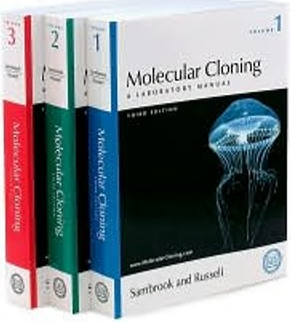 VOLUME 1
Molecular Cloning
A LABORATORY MANUAL
THIRD EDITION
www.MolecularCloning.com
Sambrook and Russell
3
Molecular Cloning
2
Molecular Cloning
1
Molecular Cloning